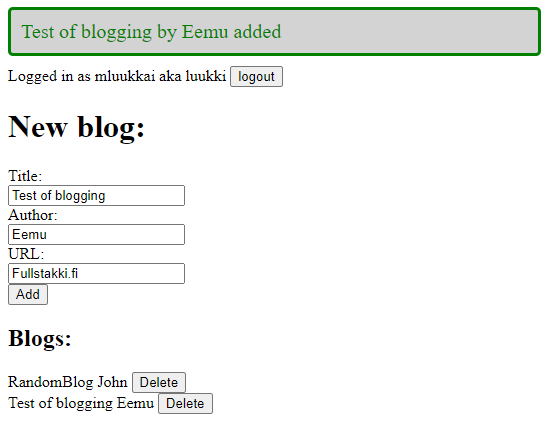 Test of blogging by Eemu added
Logged in as mluukkai aka luukki logout
New blog:
Title:
Test of blogging
Author:
Eemu
URL:
Fullstakki.fi
Add
Blogs:
RandomBlog John Delete
Test of blogging Eemu Delete